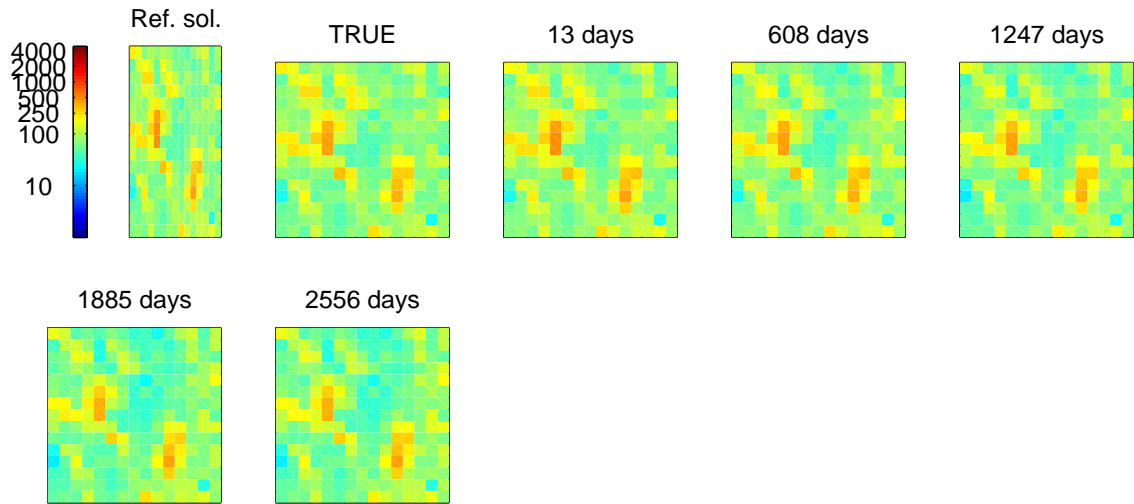 Ref. sol.
TRUE
13 days
608 days
1247 days
4000
2000
1000
500
250
100
10
1885 days
2556 days